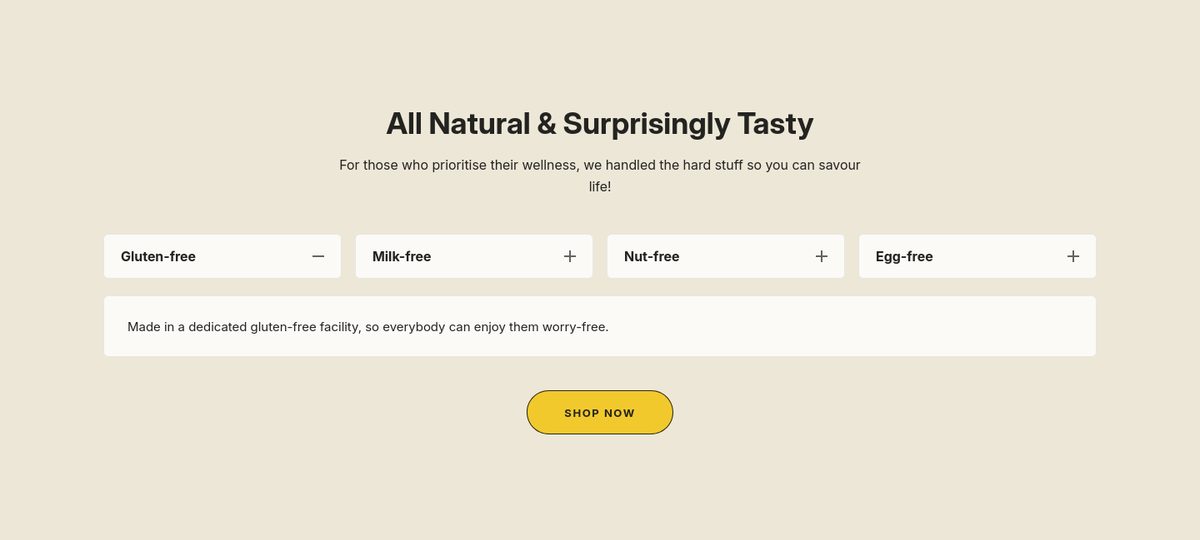 All Natural & Surprisingly Tasty
For those who prioritise their wellness, we handled the hard stuff so you can savour
life!
Gluten-free
Milk-free
Nut-free
Egg-free
Made in a dedicated gluten-free facility, so everybody can enjoy them worry-free.
SHOP NOW